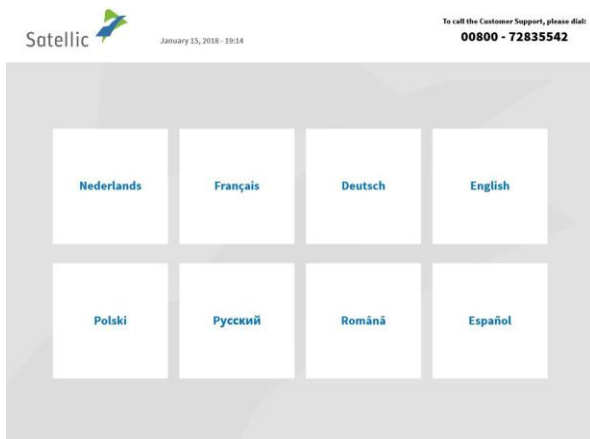 To call the Customer Support, please dial:
Satellic
January 15, 2018 - 19:14
00800 - 72835542
Nederlands
Français
Deutsch
English
Polski
Русский
Română
Español